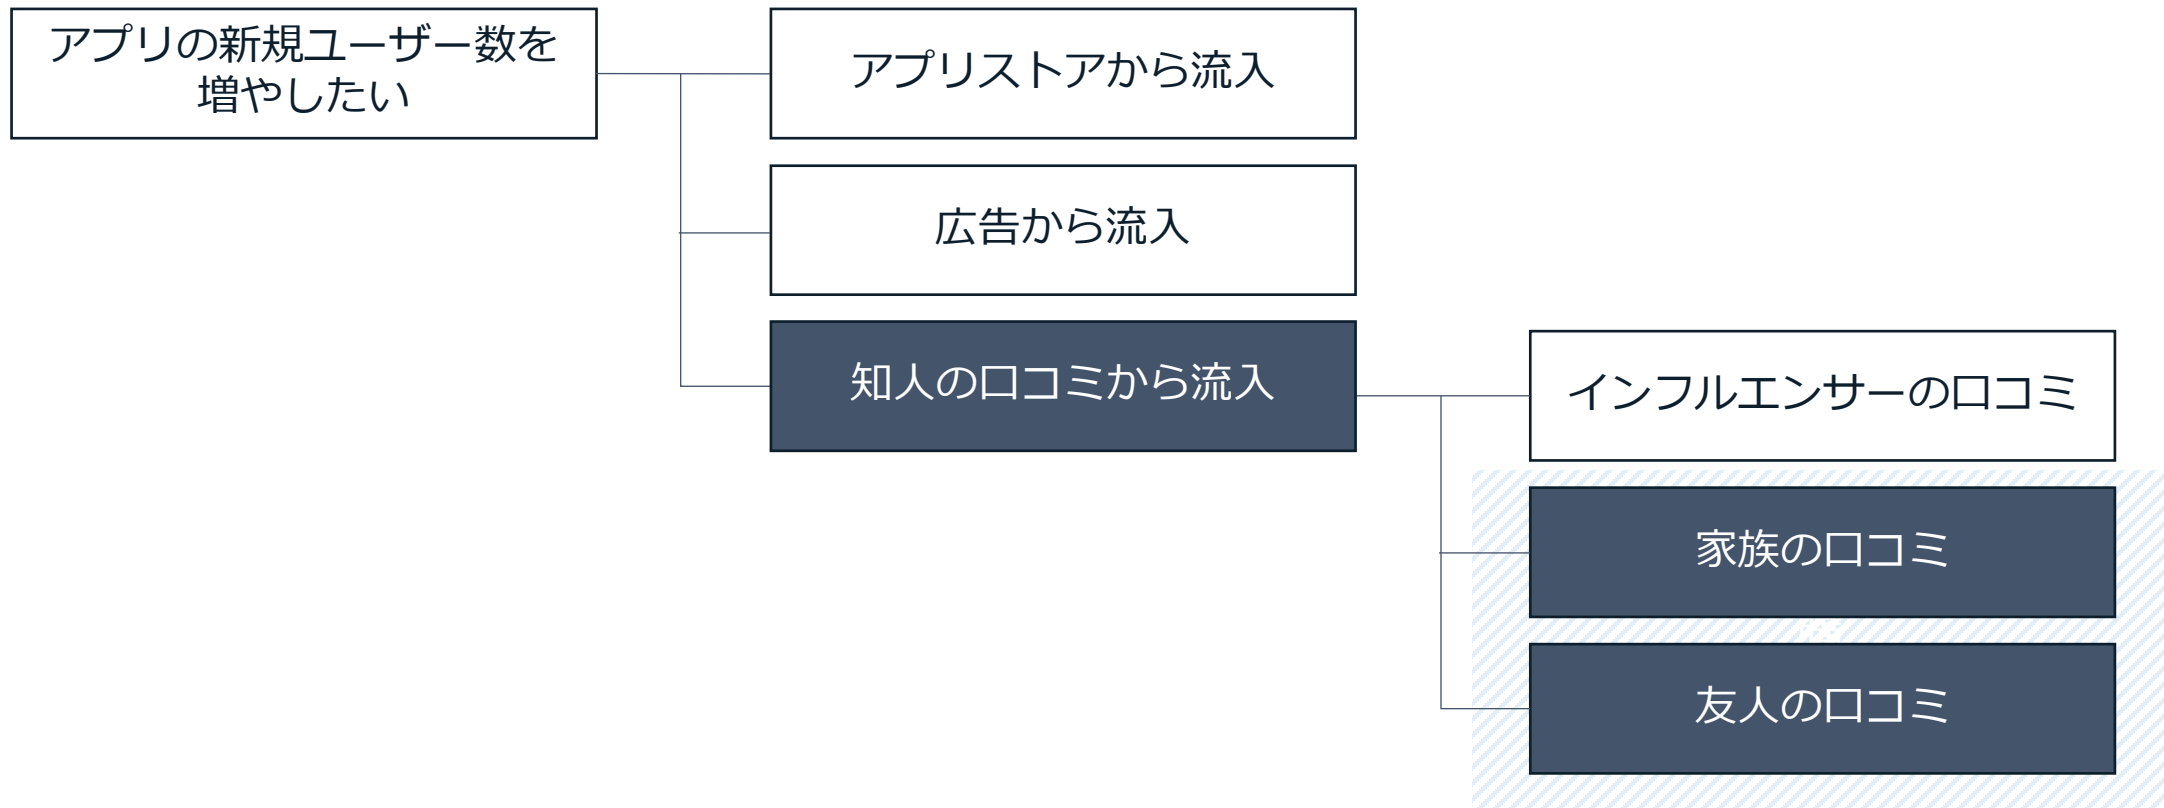 アプリの新規ユーザー数を
増やしたい
アプリストアから流入
広告から流入
知人の口コミから流入
インフルエンサーの口コミ
家族の口コミ
友人の口コミ